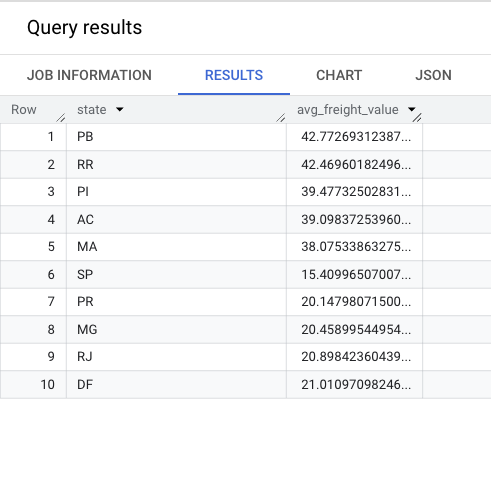 Query results
JOB INFORMATION RESULTS CHART JSON
Row state avg_freight_value
1 PB 42.77269312387...
2 RR 42.46960182496...
3 PI 39.47732502831...
4 AC 39.09837253960...
5 MA 38.07533863275...
6 SP 15.40996507007...
7 PR 20.14798071500...
8 MG 20.45899544954...
9 RJ 20.89842360439...
10 DF 21.01097098246...